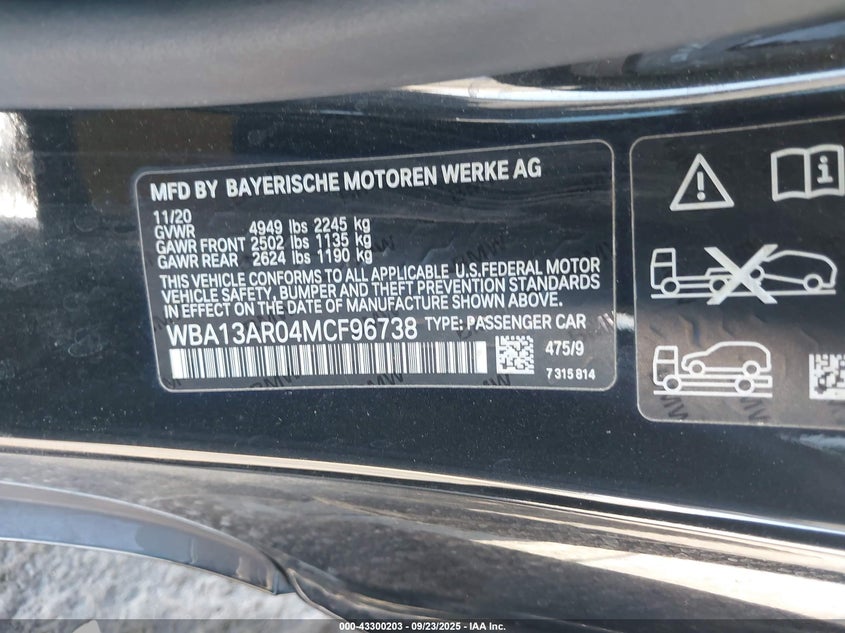 MFD BY BAYERISCHE MOTOREN WERKE AG
11/20
GVWR 4949 lbs 2245 kg
GAWR FRONT 2502 lbs 1135 kg
GAWR REAR 2624 lbs 1190 kg
THIS VEHICLE CONFORMS TO ALL APPLICABLE U.S.FEDERAL MOTOR
VEHICLE SAFETY, BUMPER AND THEFT PREVENTION STANDARDS
IN EFFECT ON THE DATE OF MANUFACTURE SHOWN ABOVE.
WBA13AR04MCF96738 TYPE: PASSENGER CAR
475/9
7 315 814
000-43300203 - 09/23/2025 - IAA Inc.